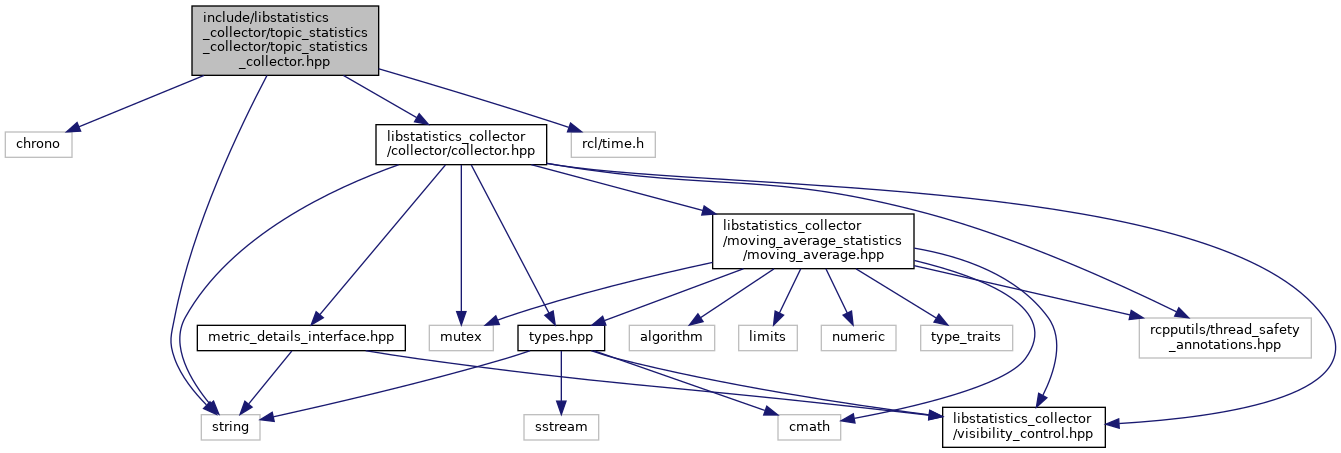 include/libstatistics
_collector/topic_statistics
_collector/topic_statistics
_collector.hpp
chrono
libstatistics_collector
/collector/collector.hpp
rcl/time.h
libstatistics_collector
/moving_average_statistics
/moving_average.hpp
metric_details_interface.hpp
mutex
types.hpp
algorithm
limits
numeric
type_traits
rcpputils/thread_safety
_annotations.hpp
string
sstream
cmath
libstatistics_collector
/visibility_control.hpp